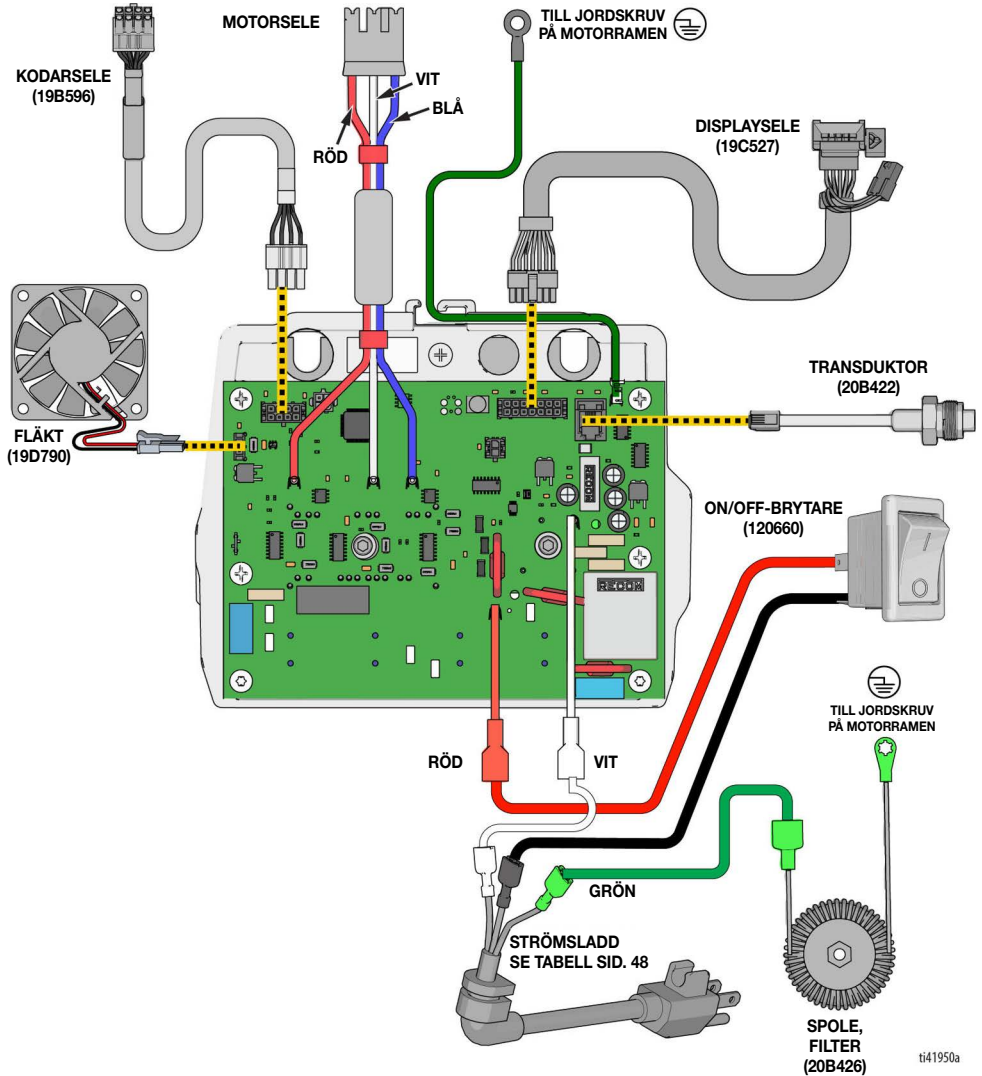 MOTORSELE
TILL JORDSKRUV
PÅ MOTORRAMEN
KODARSELE
(19B596)
VIT
BLÅ
RÖD
DISPLAYSELE
(19C527)
FLÄKT
(19D790)
TRANSDUKTOR
(20B422)
ON/OFF-BRYTARE
(120660)
RECOM
TILL JORDSKRUV
PÅ MOTORRAMEN
RÖD
VIT
GRÖN
STRÖMSLADD
SE TABELL SID. 48
SPOLE,
FILTER
(20B426)
ti41950a